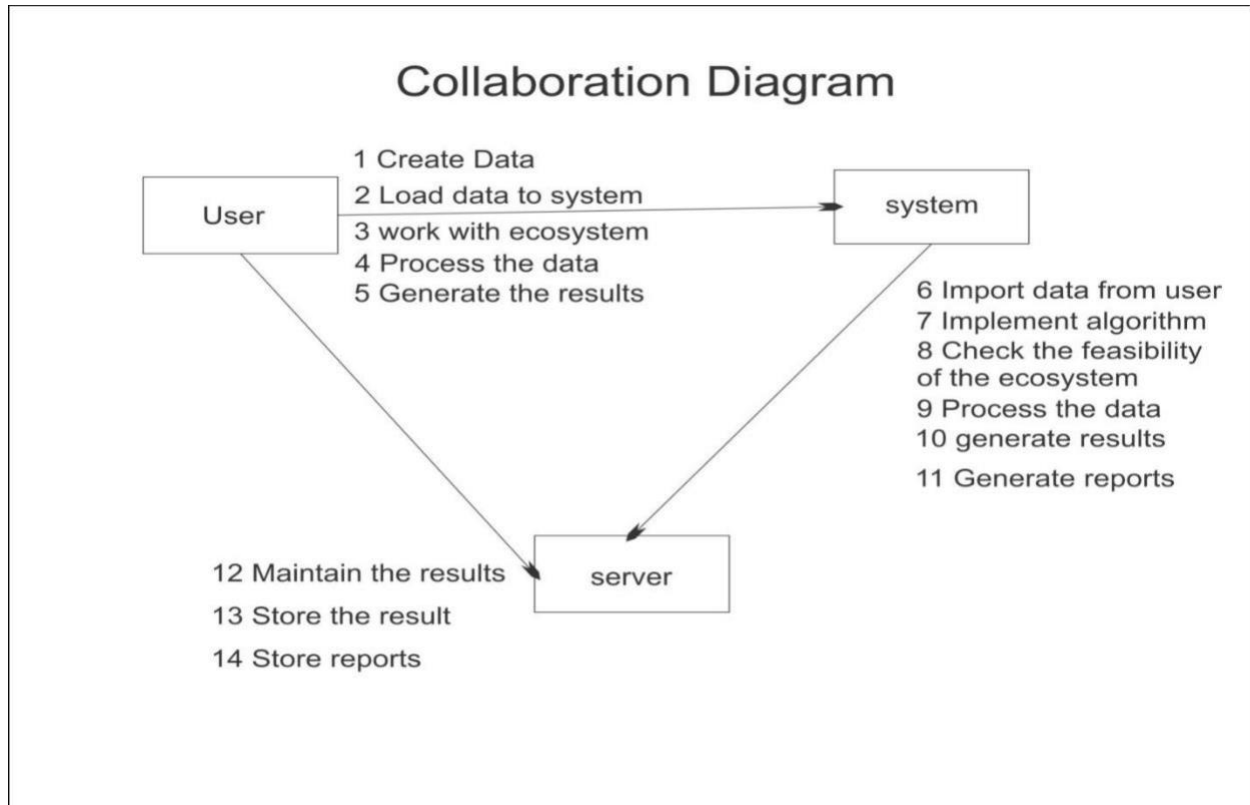 Collaboration Diagram
1 Create Data
User
2 Load data to system
system
3 work with ecosystem
4 Process the data
5 Generate the results
6 Import data from user
7 Implement algorithm
8 Check the feasibility
of the ecosystem
9 Process the data
10 generate results
11 Generate reports
12 Maintain the results
server
13 Store the result
14 Store reports